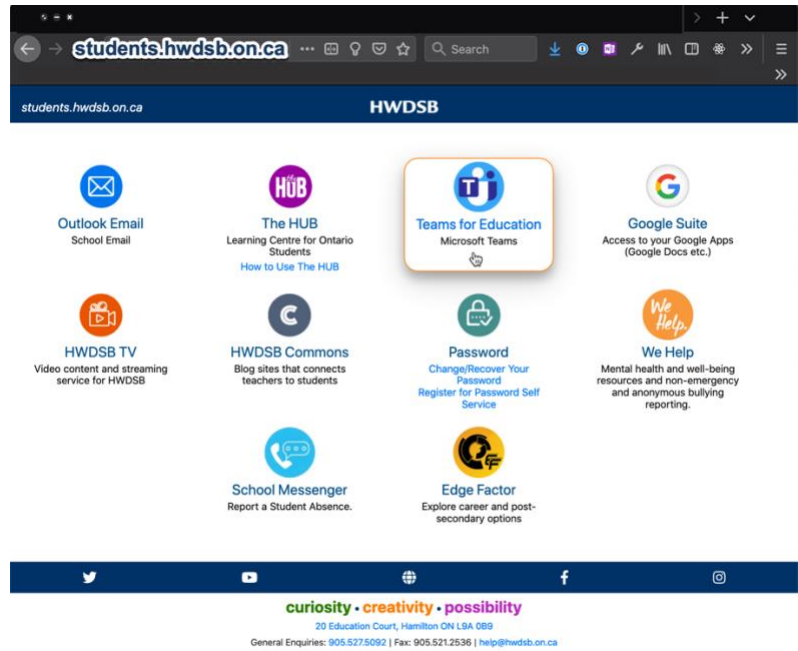 students.hwdsb.on.ca
Search
students.hwdsb.on.ca
HWDSB
Outlook Email
School Email
the HUB
The HUB
Learning Centre for Ontario
Students
How to Use The HUB
Teams for Education
Microsoft Teams
G
Google Suite
Access to your Google Apps
(Google Docs etc.)
HWDSB TV
Video content and streaming
service for HWDSB
C
HWDSB Commons
Blog sites that connects
teachers to students
Password
Change/Recover Your
Password
Register for Password Self
Service
We
Help.
We Help
Mental health and well-being
resources and non-emergency
and anonymous bullying
reporting.
School Messenger
Report a Student Absence.
EF
Edge Factor
Explore career and post-
secondary options
curiosity • creativity • possibility
20 Education Court, Hamilton ON L9A 0B9
General Enquiries: 905.527.5092 | Fax: 905.521.2536 | help@hwdsb.on.ca